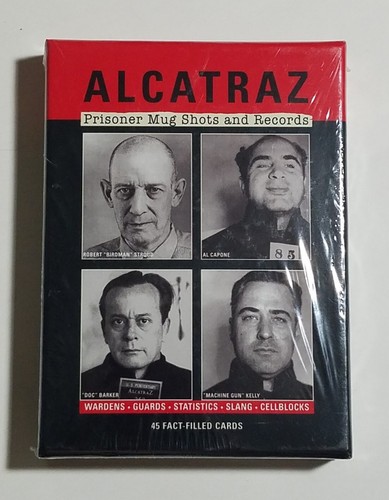 ALCATRAZ
Prisoner Mug Shots and Records
ROBERT "BIRDMAN" STROUD
AL CAPONE
85
"DOC" BARKER
ALCATRAZ
"MACHINE GUN" KELLY
WARDENS • GUARDS • STATISTICS • SLANG • CELLBLOCKS
45 FACT-FILLED CARDS